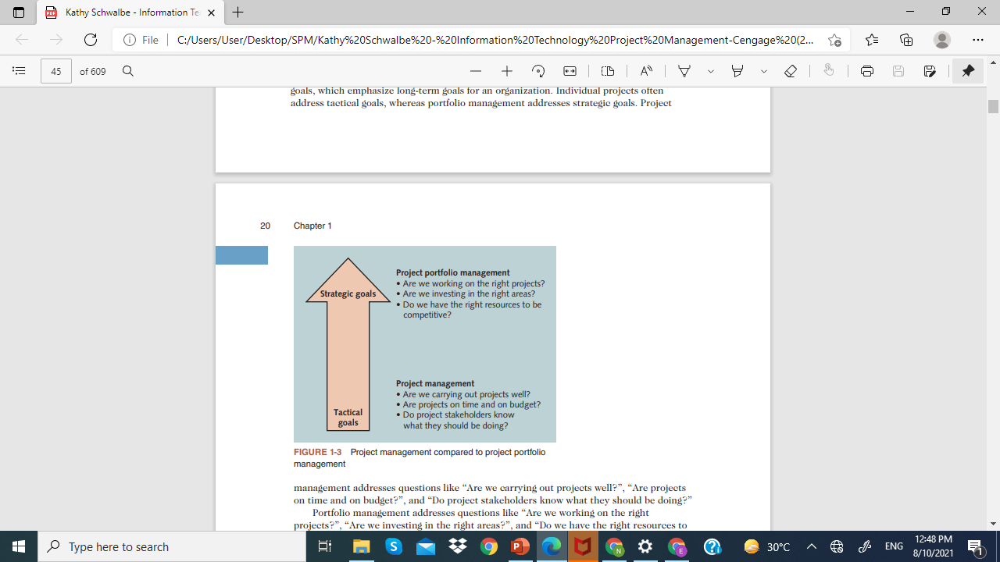 Kathy Schwalbe - Information Te
File
C:/Users/User/Desktop/SPM/Kathy%20Schwalbe%20-%20Information%20Technology%20Project%20Management-Cengage%20(2...
45 of 609
goals, which emphasize long-term goals for an organization. Individual projects often
address tactical goals, whereas portfolio management addresses strategic goals. Project
20 Chapter 1
Strategic goals
Project portfolio management
• Are we working on the right projects?
• Are we investing in the right areas?
• Do we have the right resources to be
competitive?
Tactical
goals
Project management
• Are we carrying out projects well?
• Are projects on time and on budget?
• Do project stakeholders know
what they should be doing?
FIGURE 1-3 Project management compared to project portfolio
management
management addresses questions like “Are we carrying out projects well?”, “Are projects
on time and on budget?”, and “Do project stakeholders know what they should be doing?”
Portfolio management addresses questions like “Are we working on the right
projects?”, “Are we investing in the right areas?”, and “Do we have the right resources to
Type here to search
30°C
ENG
12:48 PM
8/10/2021